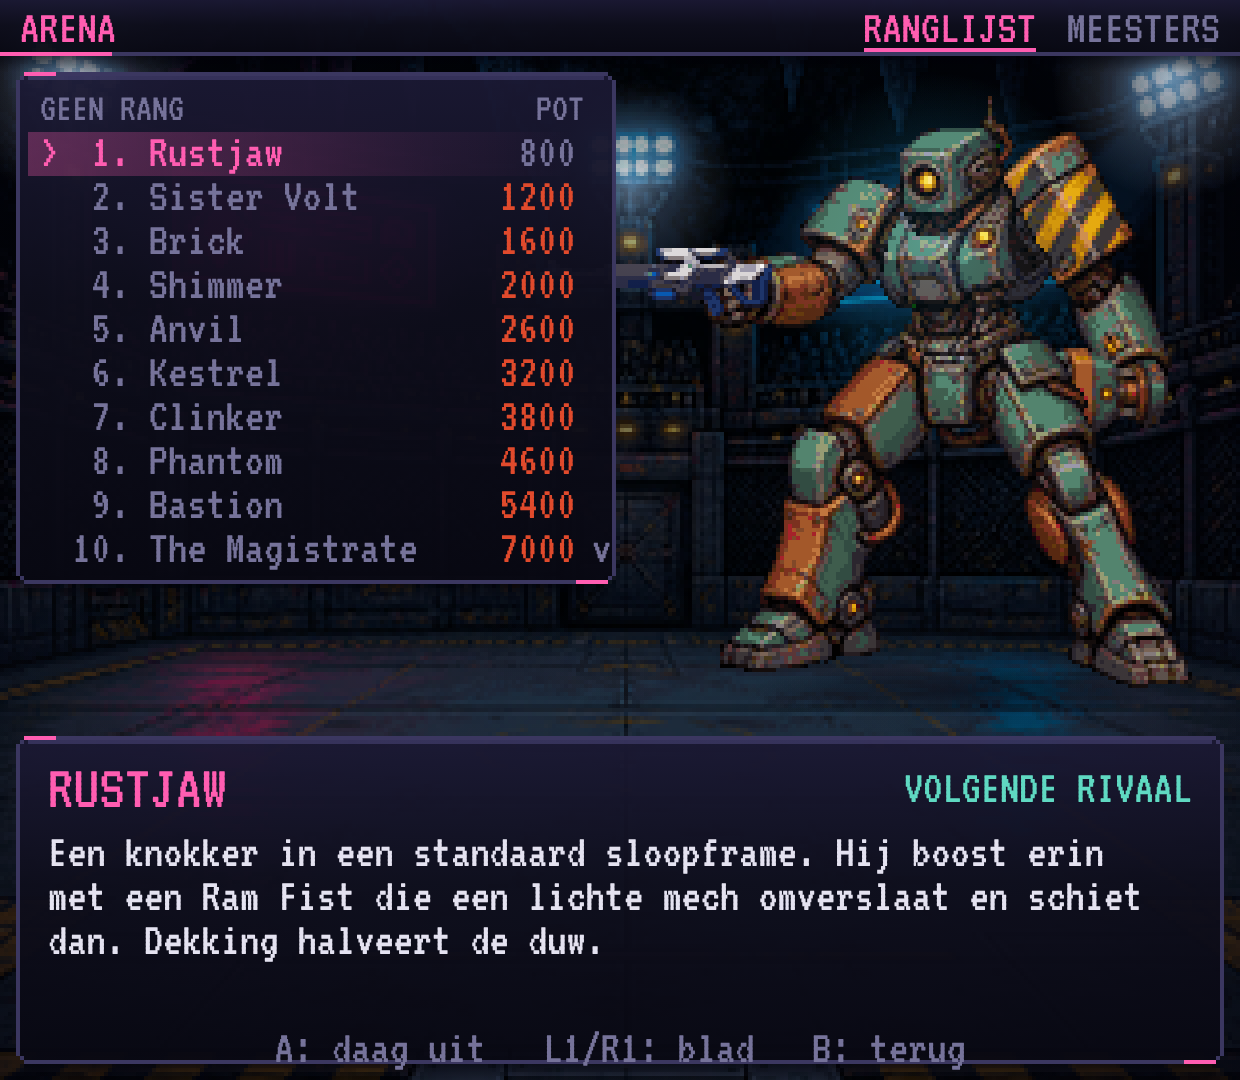 ARENA RANGLIJST MEESTERS
GEEN RANG POT
> 1. Rustjaw 800
2. Sister Volt 1200
3. Brick 1600
4. Shimmer 2000
5. Anvil 2600
6. Kestrel 3200
7. Clinker 3800
8. Phantom 4600
9. Bastion 5400
10. The Magistrate 7000 v
RUSTJAW VOLGENDE RIVAAL
Een knokker in een standaard sloopframe. Hij boost erin
met een Ram Fist die een lichte mech omverslaat en schiet
dan. Dekking halveert de duw.
A: daag uit L1/R1: blad B: terug